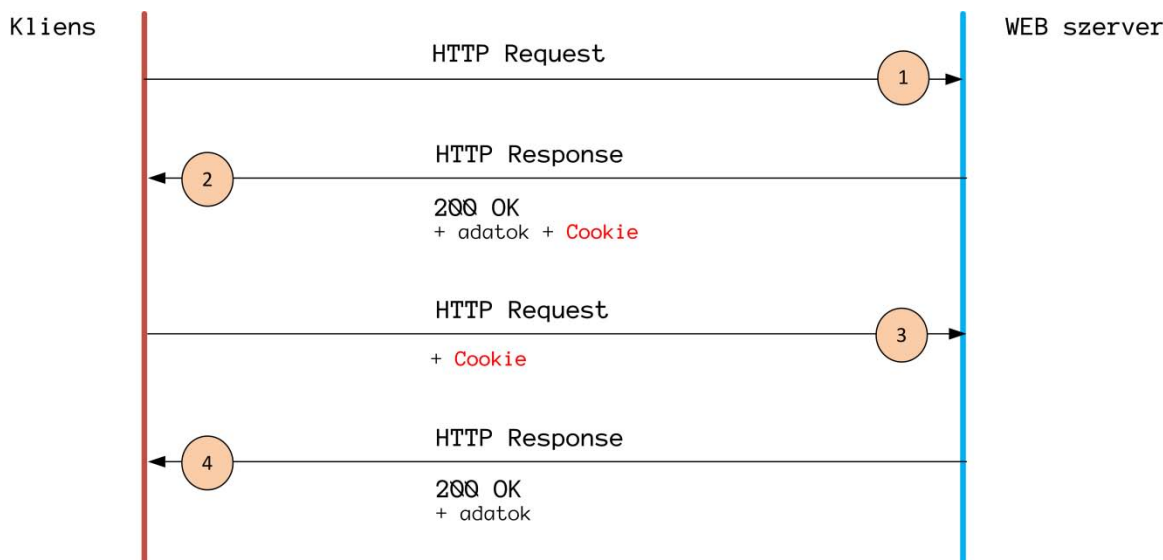 Kliens
WEB szerver
HTTP Request
1
HTTP Response
2
200 OK
+ adatok + Cookie
HTTP Request
3
+ Cookie
HTTP Response
4
200 OK
+ adatok